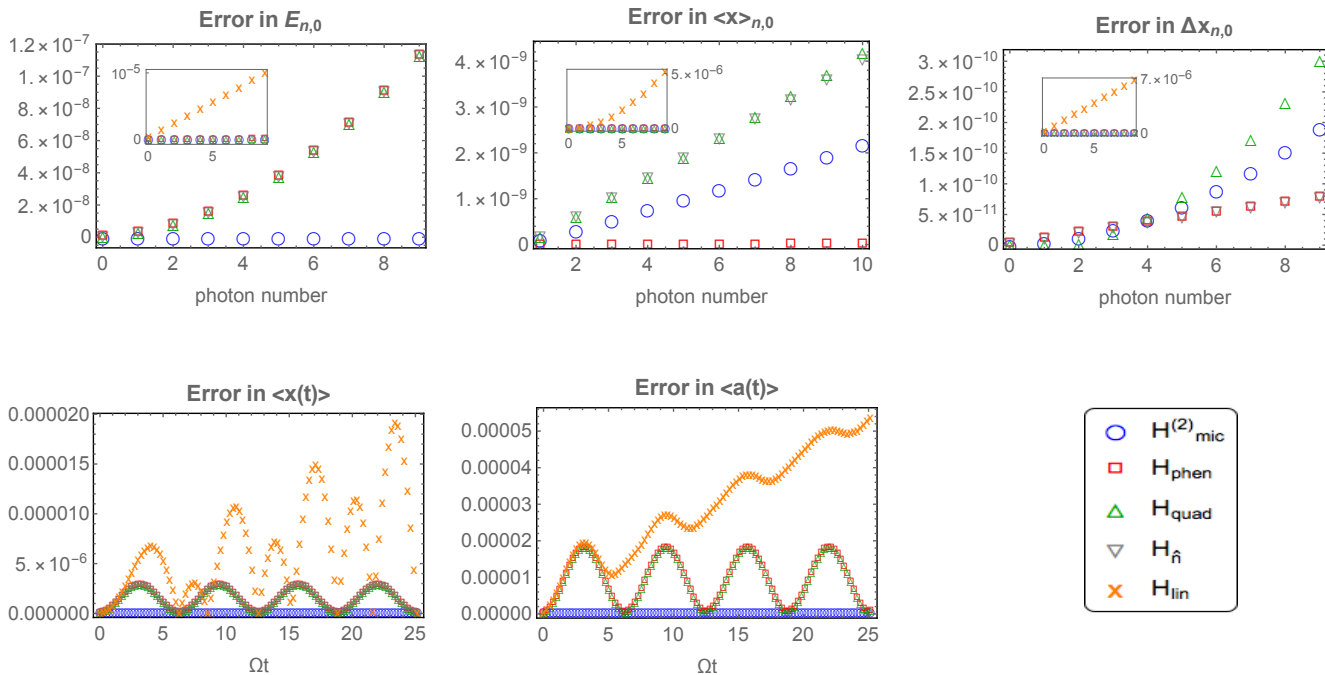 Error in E_{n,0}
1.2 × 10^{-7}
1. × 10^{-7}
8. × 10^{-8}
6. × 10^{-8}
4. × 10^{-8}
2. × 10^{-8}
0
10^{-5}
0
0 5
0 2 4 6 8
photon number
Error in <x>_{n,0}
4. × 10^{-9}
3. × 10^{-9}
2. × 10^{-9}
1. × 10^{-9}
0
5. × 10^{-6}
0
0 5
2 4 6 8 10
photon number
Error in Δx_{n,0}
3. × 10^{-10}
2. × 10^{-10}
2. × 10^{-10}
1. × 10^{-10}
5. × 10^{-11}
0
7. × 10^{-6}
0
0 5
0 2 4 6 8
photon number
Error in <x(t)>
0.000020
0.000015
0.000010
5. × 10^{-6}
0.000000
0 5 10 15 20 25
Ωt
Error in <a(t)>
0.00005
0.00004
0.00003
0.00002
0.00001
0.00000
0 5 10 15 20 25
Ωt
H^{(2)}_{mic}
H_{phen}
H_{quad}
H_{n̂}
H_{lin}